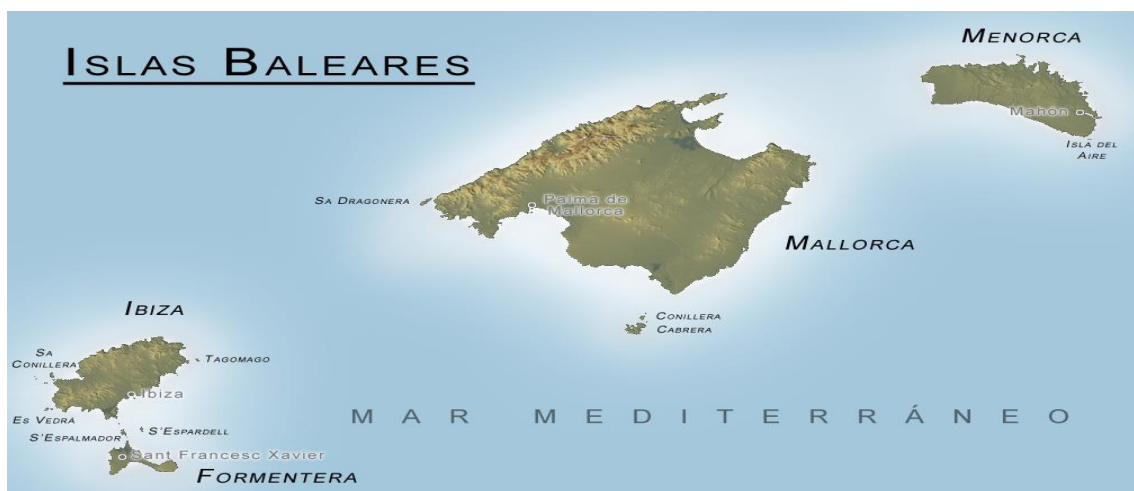 ISLAS BALEARES
MENORCA
Mahón
ISLA DEL
AIRE
SA DRAGONERA
Palma de
Mallorca
MALLORCA
CONILLERA
CABRERA
IBIZA
SA
CONILLERA
TAGOMAGO
Ibiza
ES VEDRÁ
S'ESPALMADOR
S'ESPARDELL
MAR MEDITERRÁNEO
Sant Francesc Xavier
FORMENTERA